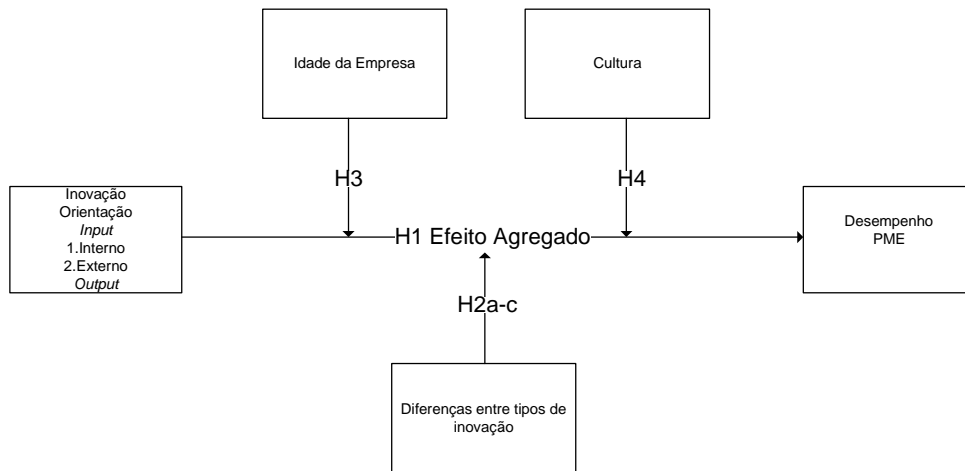 Idade da Empresa
Cultura
H3
H4
Inovação
Orientação
Input
1.Interno
2.Externo
Output
H1 Efeito Agregado
Desempenho
PME
H2a-c
Diferenças entre tipos de
inovação